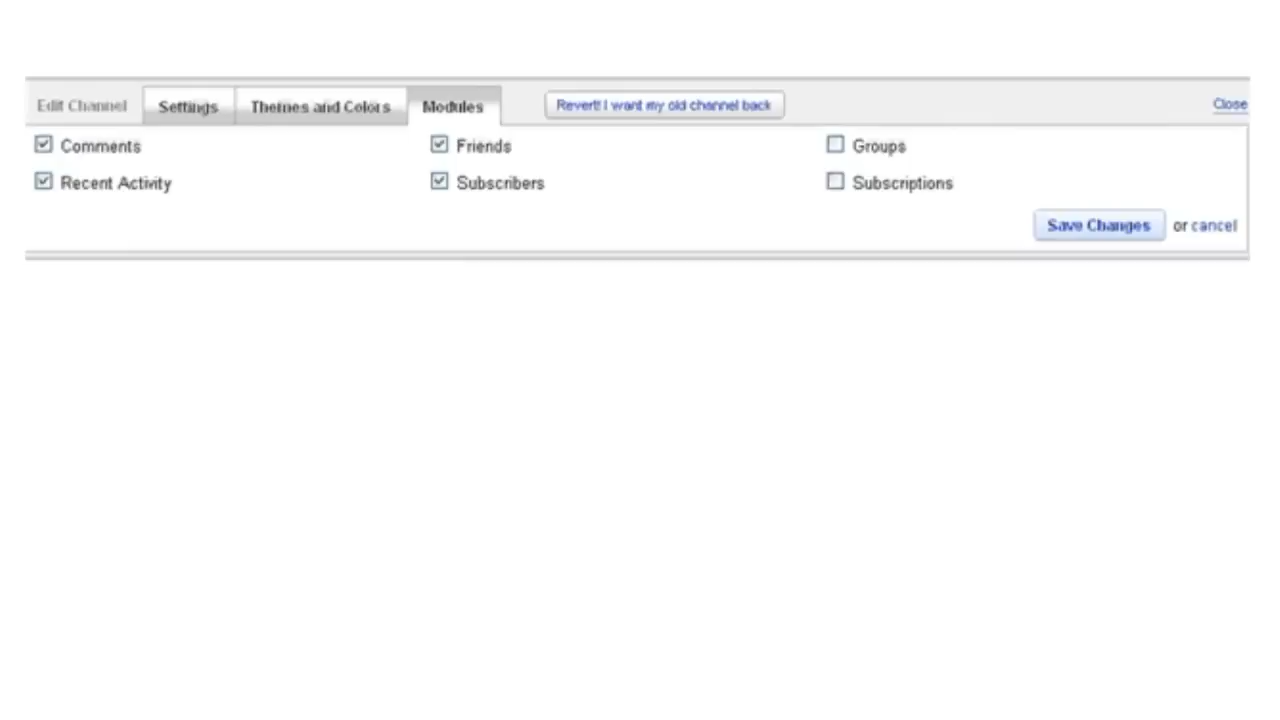 Edit Channel Settings Themes and Colors Modules Revert! I want my old channel back Close
Comments Friends Groups
Recent Activity Subscribers Subscriptions
Save Changes or cancel